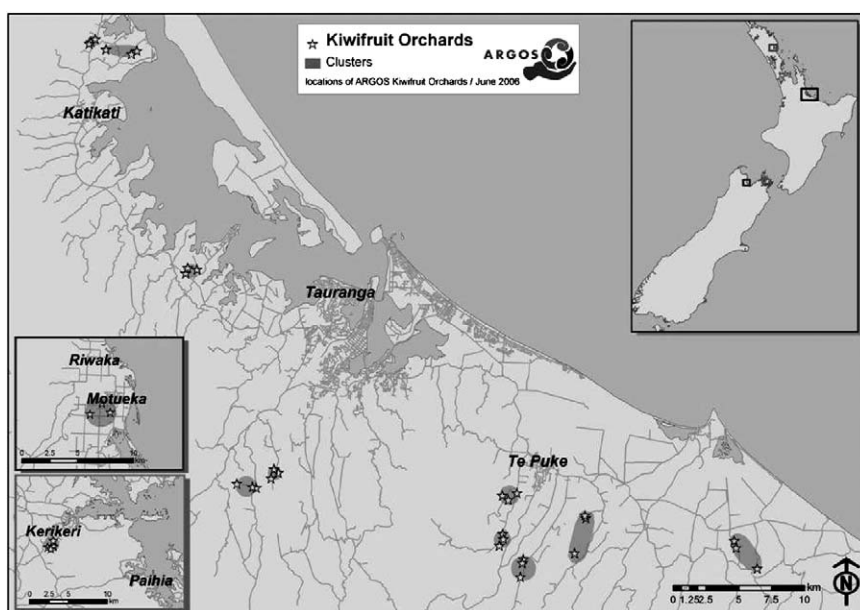 Kiwifruit Orchards
Clusters
locations of ARGOS Kiwifruit Orchards / June 2006
ARGOS
Katikati
Tauranga
Te Puke
Riwaka
Motueka
0 2.5 5 10
km
Kerikeri
Paihia
0 2.5 5 10
km
0 1.25 2.5 5 7.5 10
km
N